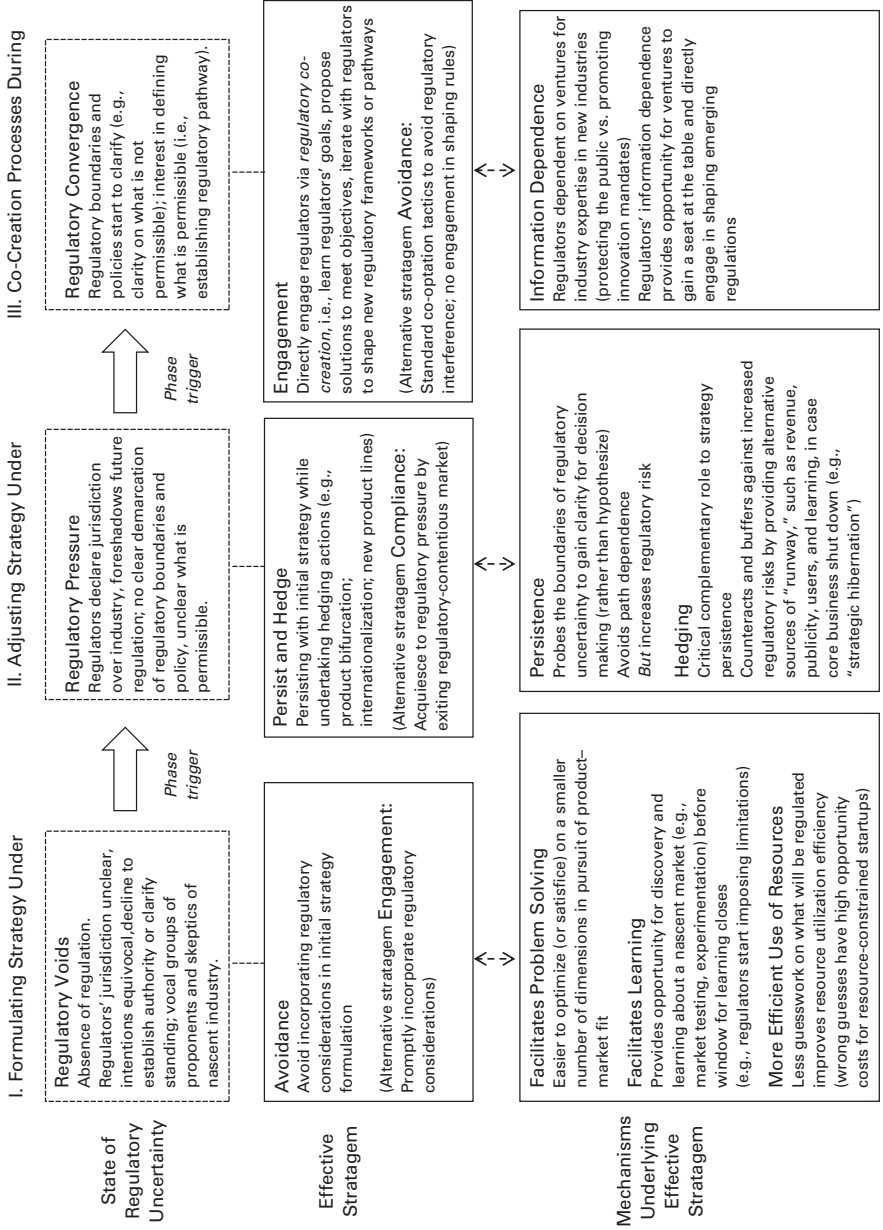 I. Formulating Strategy Under
II. Adjusting Strategy Under
III. Co-Creation Processes During
State of
Regulatory
Uncertainty
Regulatory Voids
Absence of regulation.
Regulators' jurisdiction unclear,
intentions equivocal,decline to
establish authority or clarify
standing; vocal groups of
proponents and skeptics of
nascent industry.
Phase
trigger
Regulatory Pressure
Regulators declare jurisdiction
over industry, foreshadows future
regulation; no clear demarcation
of regulatory boundaries and
policy, unclear what is
permissible.
Phase
trigger
Regulatory Convergence
Regulatory boundaries and
policies start to clarify (e.g.,
clarity on what is not
permissible); interest in defining
what is permissible (i.e.,
establishing regulatory pathway).
Effective
Stratagem
Avoidance
Avoid incorporating regulatory
considerations in initial strategy
formulation
(Alternative stratagem Engagement:
Promptly incorporate regulatory
considerations)
Persist and Hedge
Persisting with initial strategy while
undertaking hedging actions (e.g.,
product bifurcation;
internationalization; new product lines)
(Alternative stratagem Compliance:
Acquiesce to regulatory pressure by
exiting regulatory-contentious market)
Engagement
Directly engage regulators via regulatory co-
creation, i.e., learn regulators' goals, propose
solutions to meet objectives, iterate with regulators
to shape new regulatory frameworks or pathways
(Alternative stratagem Avoidance:
Standard co-optation tactics to avoid regulatory
interference; no engagement in shaping rules)
Mechanisms
Underlying
Effective
Stratagem
Facilitates Problem Solving
Easier to optimize (or satisfice) on a smaller
number of dimensions in pursuit of product–
market fit
Facilitates Learning
Provides opportunity for discovery and
learning about a nascent market (e.g.,
market testing, experimentation) before
window for learning closes
(e.g., regulators start imposing limitations)
More Efficient Use of Resources
Less guesswork on what will be regulated
improves resource utilization efficiency
(wrong guesses have high opportunity
costs for resource-constrained startups)
Persistence
Probes the boundaries of regulatory
uncertainty to gain clarity for decision
making (rather than hypothesize)
Avoids path dependence
But increases regulatory risk
Hedging
Critical complementary role to strategy
persistence
Counteracts and buffers against increased
regulatory risks by providing alternative
sources of "runway," such as revenue,
publicity, users, and learning, in case
core business shut down (e.g.,
"strategic hibernation")
Information Dependence
Regulators dependent on ventures for
industry expertise in new industries
(protecting the public vs. promoting
innovation mandates)
Regulators' information dependence
provides opportunity for ventures to
gain a seat at the table and directly
engage in shaping emerging
regulations